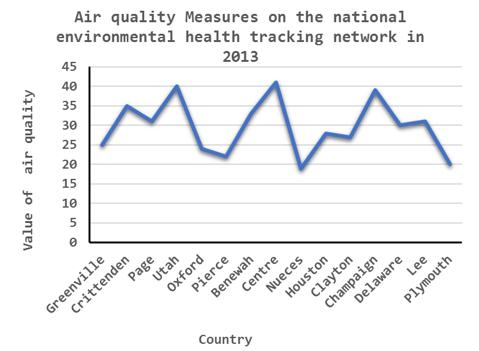 Air quality Measures on the national
environmental health tracking network in
2013
45
40
35
30
25
20
15
10
5
0
Value of air quality
Greenville
Crittenden
Page
Utah
Oxford
Pierce
Benewah
Centre
Nueces
Houston
Clayton
Champaign
Delaware
Lee
Plymouth
Country